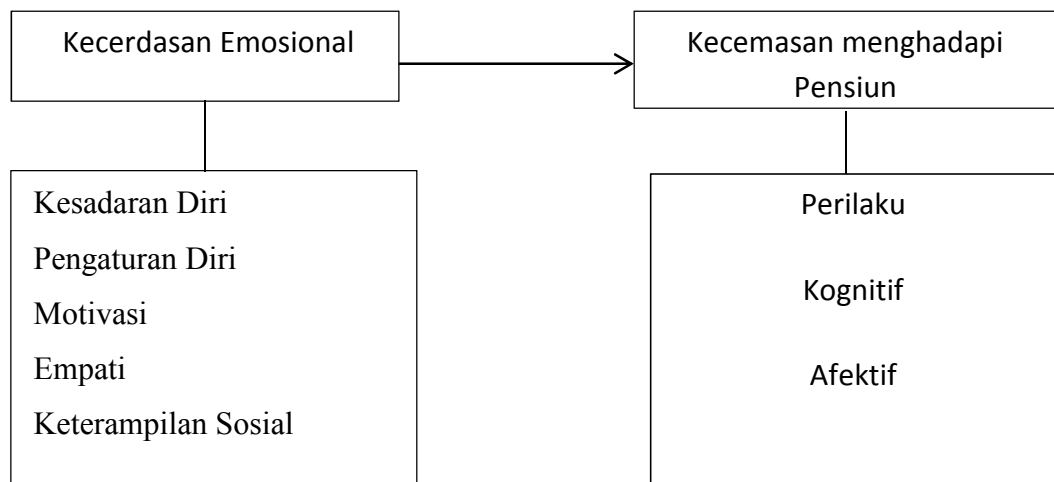 Kecerdasan Emosional
Kecemasan menghadapi
Pensiun
Kesadaran Diri
Pengaturan Diri
Motivasi
Empati
Keterampilan Sosial
Perilaku
Kognitif
Afektif